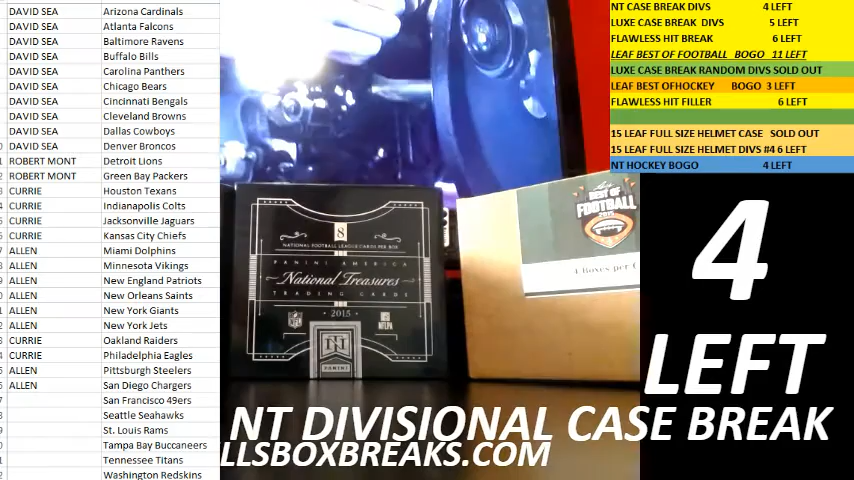 DAVID SEA Arizona Cardinals
DAVID SEA Atlanta Falcons
DAVID SEA Baltimore Ravens
DAVID SEA Buffalo Bills
DAVID SEA Carolina Panthers
DAVID SEA Chicago Bears
DAVID SEA Cincinnati Bengals
DAVID SEA Cleveland Browns
DAVID SEA Dallas Cowboys
DAVID SEA Denver Broncos
ROBERT MONT Detroit Lions
ROBERT MONT Green Bay Packers
CURRIE Houston Texans
CURRIE Indianapolis Colts
CURRIE Jacksonville Jaguars
CURRIE Kansas City Chiefs
ALLEN Miami Dolphins
ALLEN Minnesota Vikings
ALLEN New England Patriots
ALLEN New Orleans Saints
ALLEN New York Giants
ALLEN New York Jets
CURRIE Oakland Raiders
CURRIE Philadelphia Eagles
ALLEN Pittsburgh Steelers
ALLEN San Diego Chargers
San Francisco 49ers
Seattle Seahawks
St. Louis Rams
Tampa Bay Buccaneers
Tennessee Titans
Washington Redskins
8
NATIONAL FOOTBALL LEAGUE CARDS PER BOX
PANINI AMERICA
National Treasures
TRADING CARDS
2015
NFL
NFLPA
NT
PANINI
Leaf
BEST OF
FOOTBALL
2015
4 Boxes per C
NT CASE BREAK DIVS 4 LEFT
LUXE CASE BREAK DIVS 5 LEFT
FLAWLESS HIT BREAK 6 LEFT
LEAF BEST OF FOOTBALL BOGO 11 LEFT
LUXE CASE BREAK RANDOM DIVS SOLD OUT
LEAF BEST OFHOCKEY BOGO 3 LEFT
FLAWLESS HIT FILLER 6 LEFT
15 LEAF FULL SIZE HELMET CASE SOLD OUT
15 LEAF FULL SIZE HELMET DIVS #4 6 LEFT
NT HOCKEY BOGO 4 LEFT
4
LEFT
NT DIVISIONAL CASE BREAK
LLSBOXBREAKS.COM